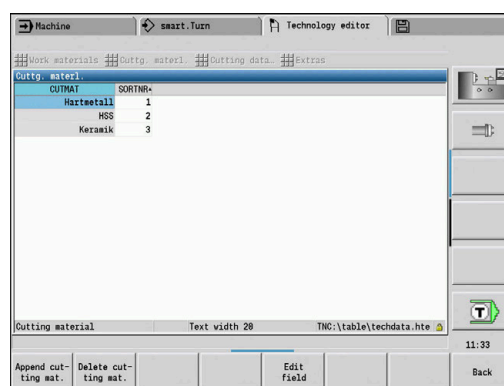 Machine
smart.Turn
Technology editor
Work materials Cuttg. materl. Cutting data… Extras
Cuttg. materl.
CUTMAT SORTNR
Hartmetall 1
HSS 2
Keramik 3
Cutting material Text width 20 TNC:\table\techdata.hte
T
11:33
Append cut-
ting mat.
Delete cut-
ting mat.
Edit
field
Back